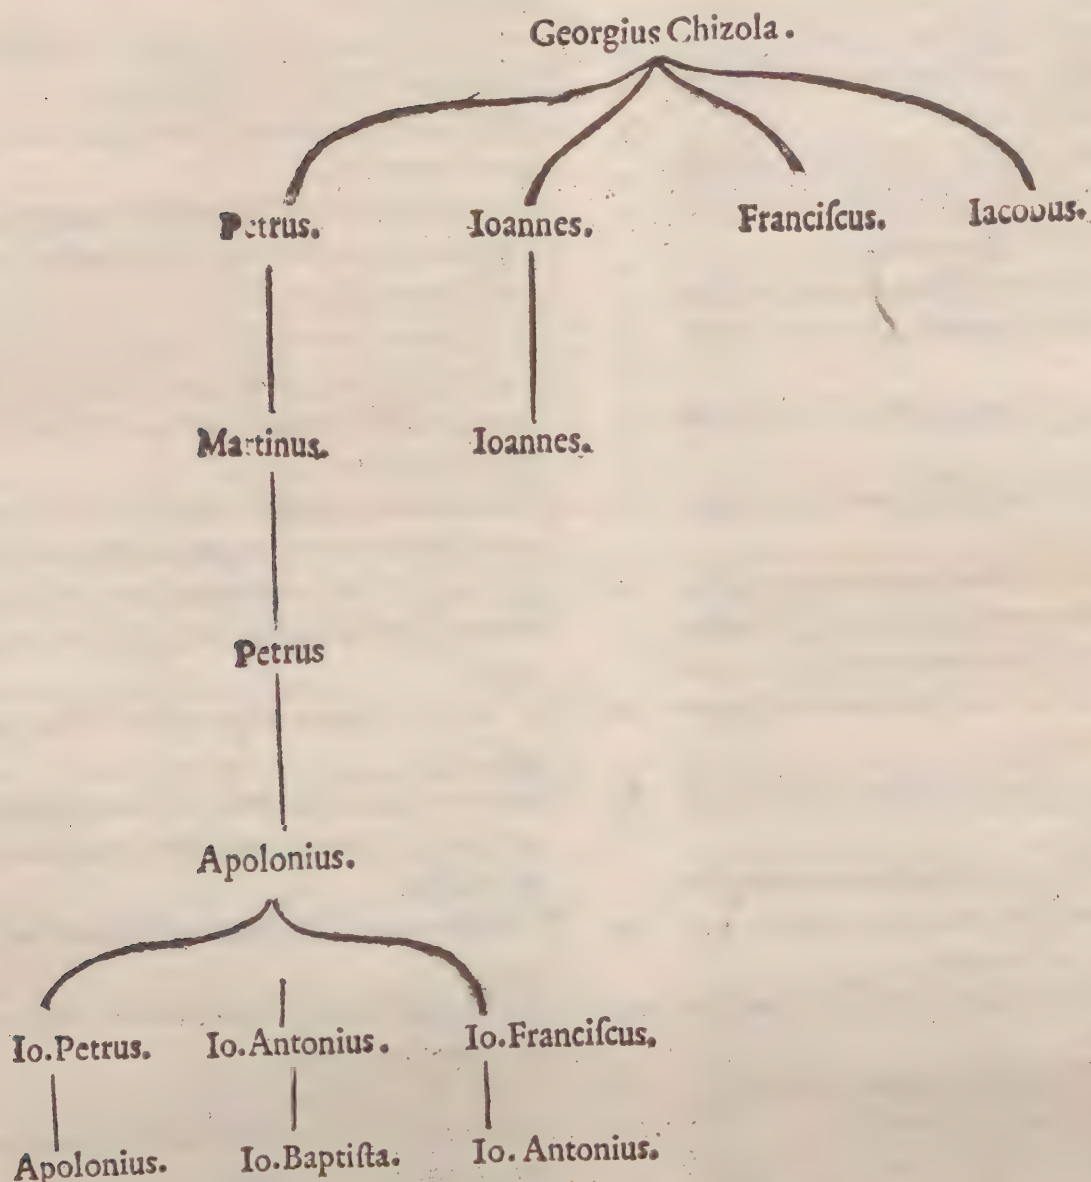 Georgius Chizola.
Petrus. Ioannes. Franciſcus. Iacobus.
Martinus. Ioannes.
Petrus
Apolonius.
Io.Petrus. Io.Antonius. Io.Franciſcus.
Apolonius. Io.Baptiſta. Io. Antonius.